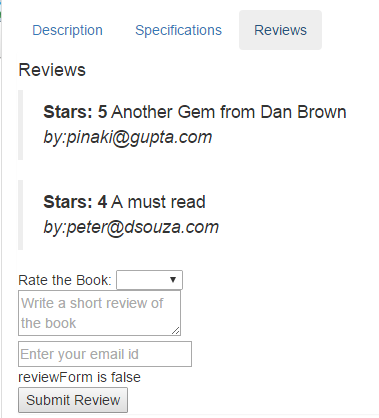 Description Specifications Reviews
Reviews
Stars: 5 Another Gem from Dan Brown
by:pinaki@gupta.com
Stars: 4 A must read
by:peter@dsouza.com
Rate the Book:
Write a short review of
the book
Enter your email id
reviewForm is false
Submit Review